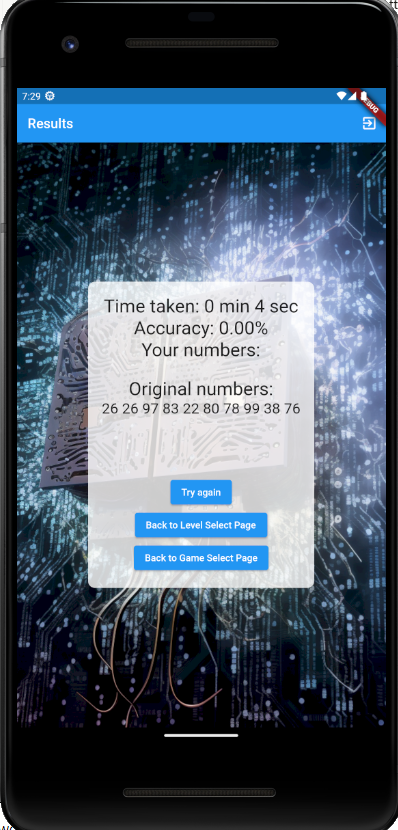 7:29
Results
Time taken: 0 min 4 sec
Accuracy: 0.00%
Your numbers:
Original numbers:
26 26 97 83 22 80 78 99 38 76
Try again
Back to Level Select Page
Back to Game Select Page